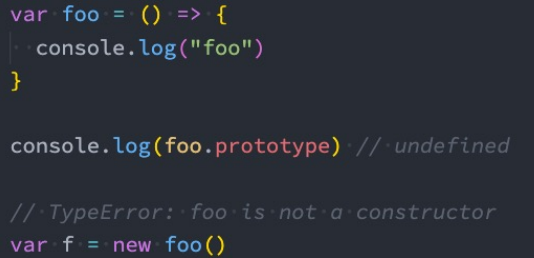 var foo = () => {
  console.log("foo")
}
console.log(foo.prototype) // undefined
// TypeError: foo is not a constructor
var f = new foo()